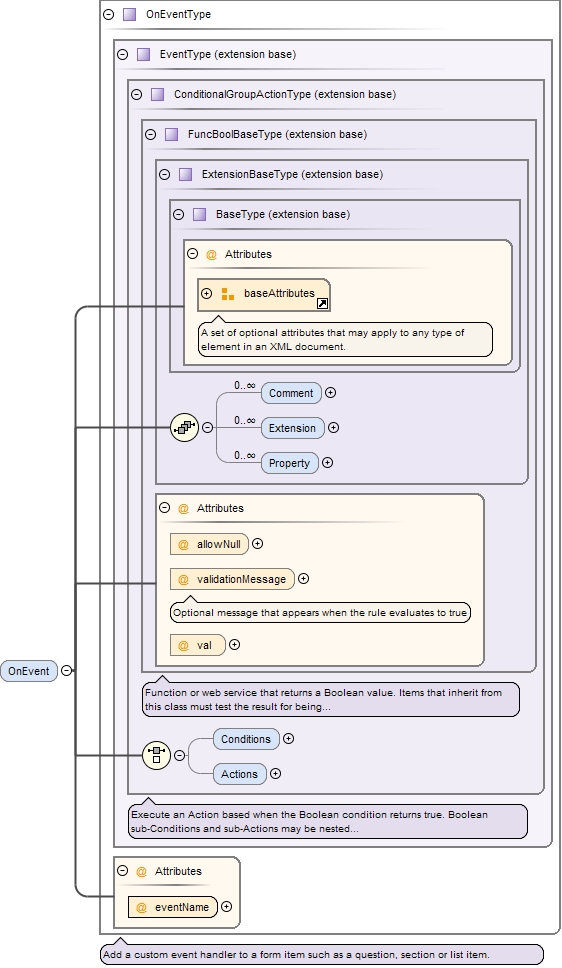 OnEventType
EventType (extension base)
ConditionalGroupActionType (extension base)
FuncBoolBaseType (extension base)
ExtensionBaseType (extension base)
BaseType (extension base)
@ Attributes
baseAttributes
A set of optional attributes that may apply to any type of
element in an XML document.
0..∞
Comment
0..∞
Extension
0..∞
Property
@ Attributes
@ allowNull
@ validationMessage
Optional message that appears when the rule evaluates to true
@ val
OnEvent
Function or web service that returns a Boolean value. Items that inherit from
this class must test the result for being...
Conditions
Actions
Execute an Action based when the Boolean condition returns true. Boolean
sub-Conditions and sub-Actions may be nested...
@ Attributes
@ eventName
Add a custom event handler to a form item such as a question, section or list item.